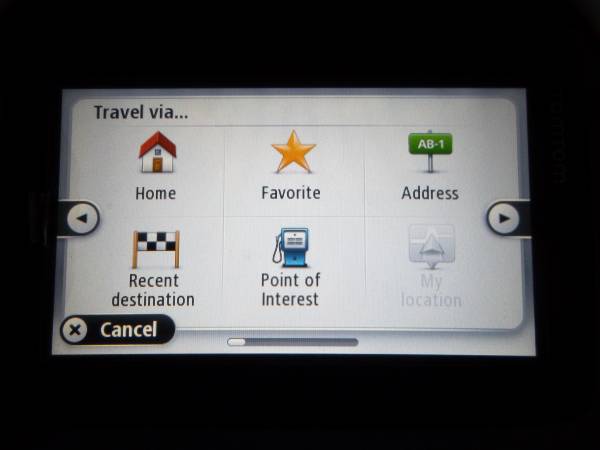 Travel via...
Home
Favorite
AB-1
Address
Recent
destination
Point of
Interest
My
location
Cancel